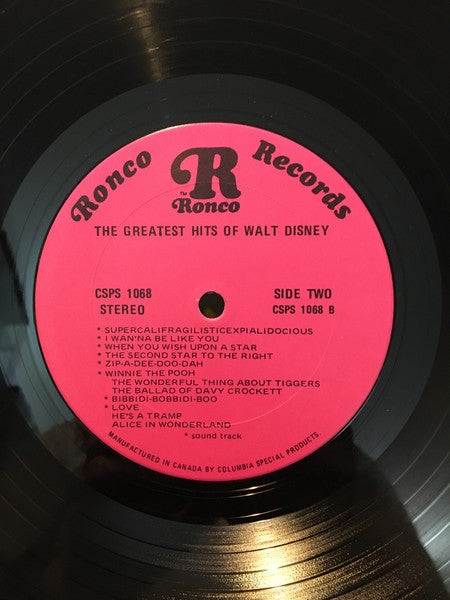 Ronco Records
R
TM
Ronco
THE GREATEST HITS OF WALT DISNEY
CSPS 1068 SIDE TWO
STEREO CSPS 1068 B
* SUPERCALIFRAGILISTICEXPIALIDOCIOUS
* I WAN'NA BE LIKE YOU
* WHEN YOU WISH UPON A STAR
* THE SECOND STAR TO THE RIGHT
* ZIP-A-DEE-DOO-DAH
* WINNIE THE POOH
THE WONDERFUL THING ABOUT TIGGERS
THE BALLAD OF DAVY CROCKETT
* BIBBIDI-BOBBIDI-BOO
* LOVE
HE'S A TRAMP
ALICE IN WONDERLAND
* sound track
MANUFACTURED IN CANADA BY COLUMBIA SPECIAL PRODUCTS.